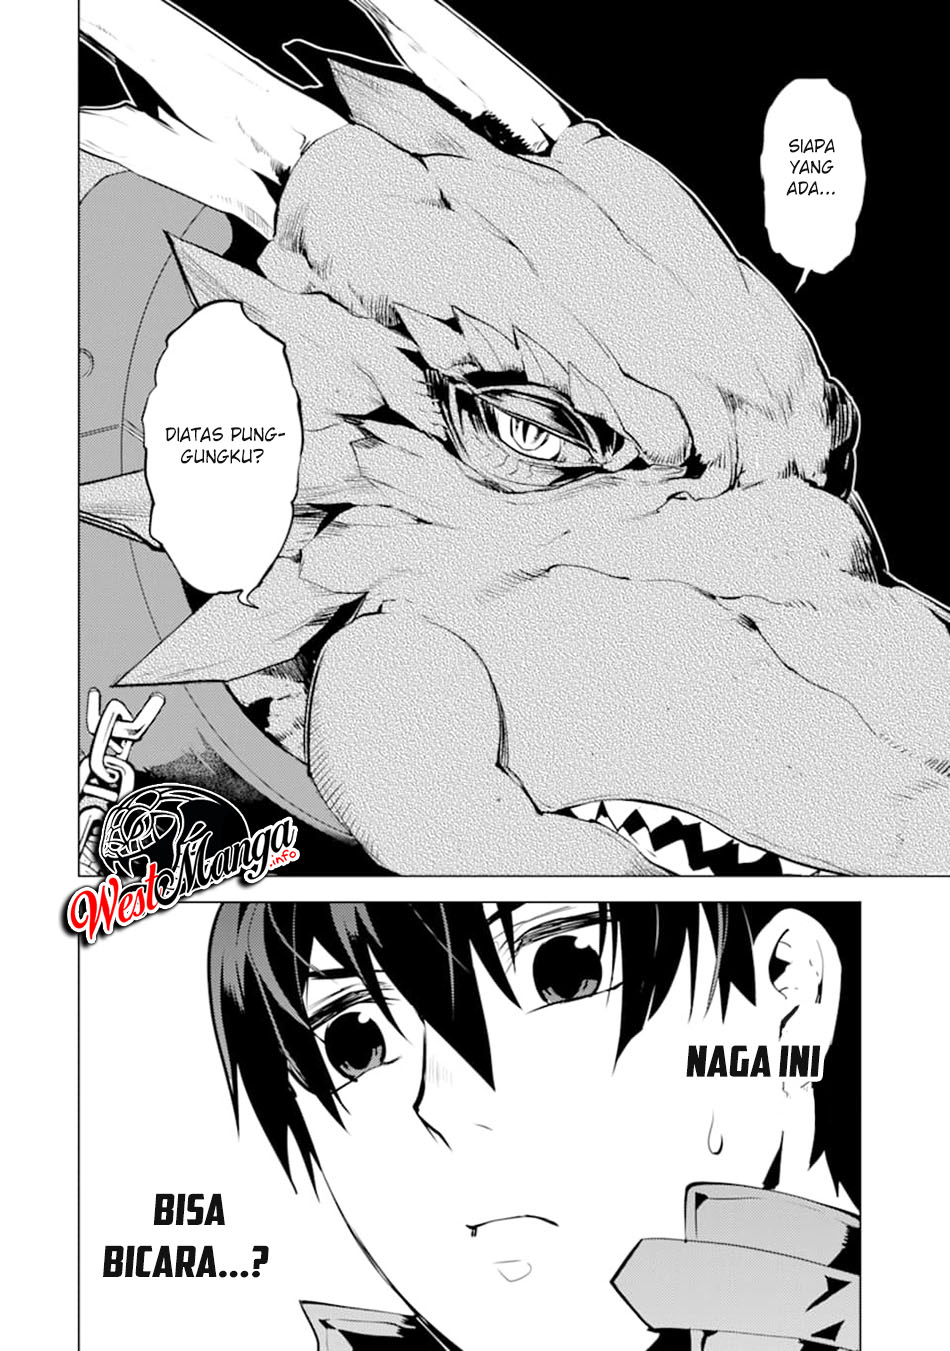 SIAPA
YANG
ADA...
DIATAS PUNG-
GUNGKU?
WestManga
.info
NAGA INI
BISA
BICARA...?